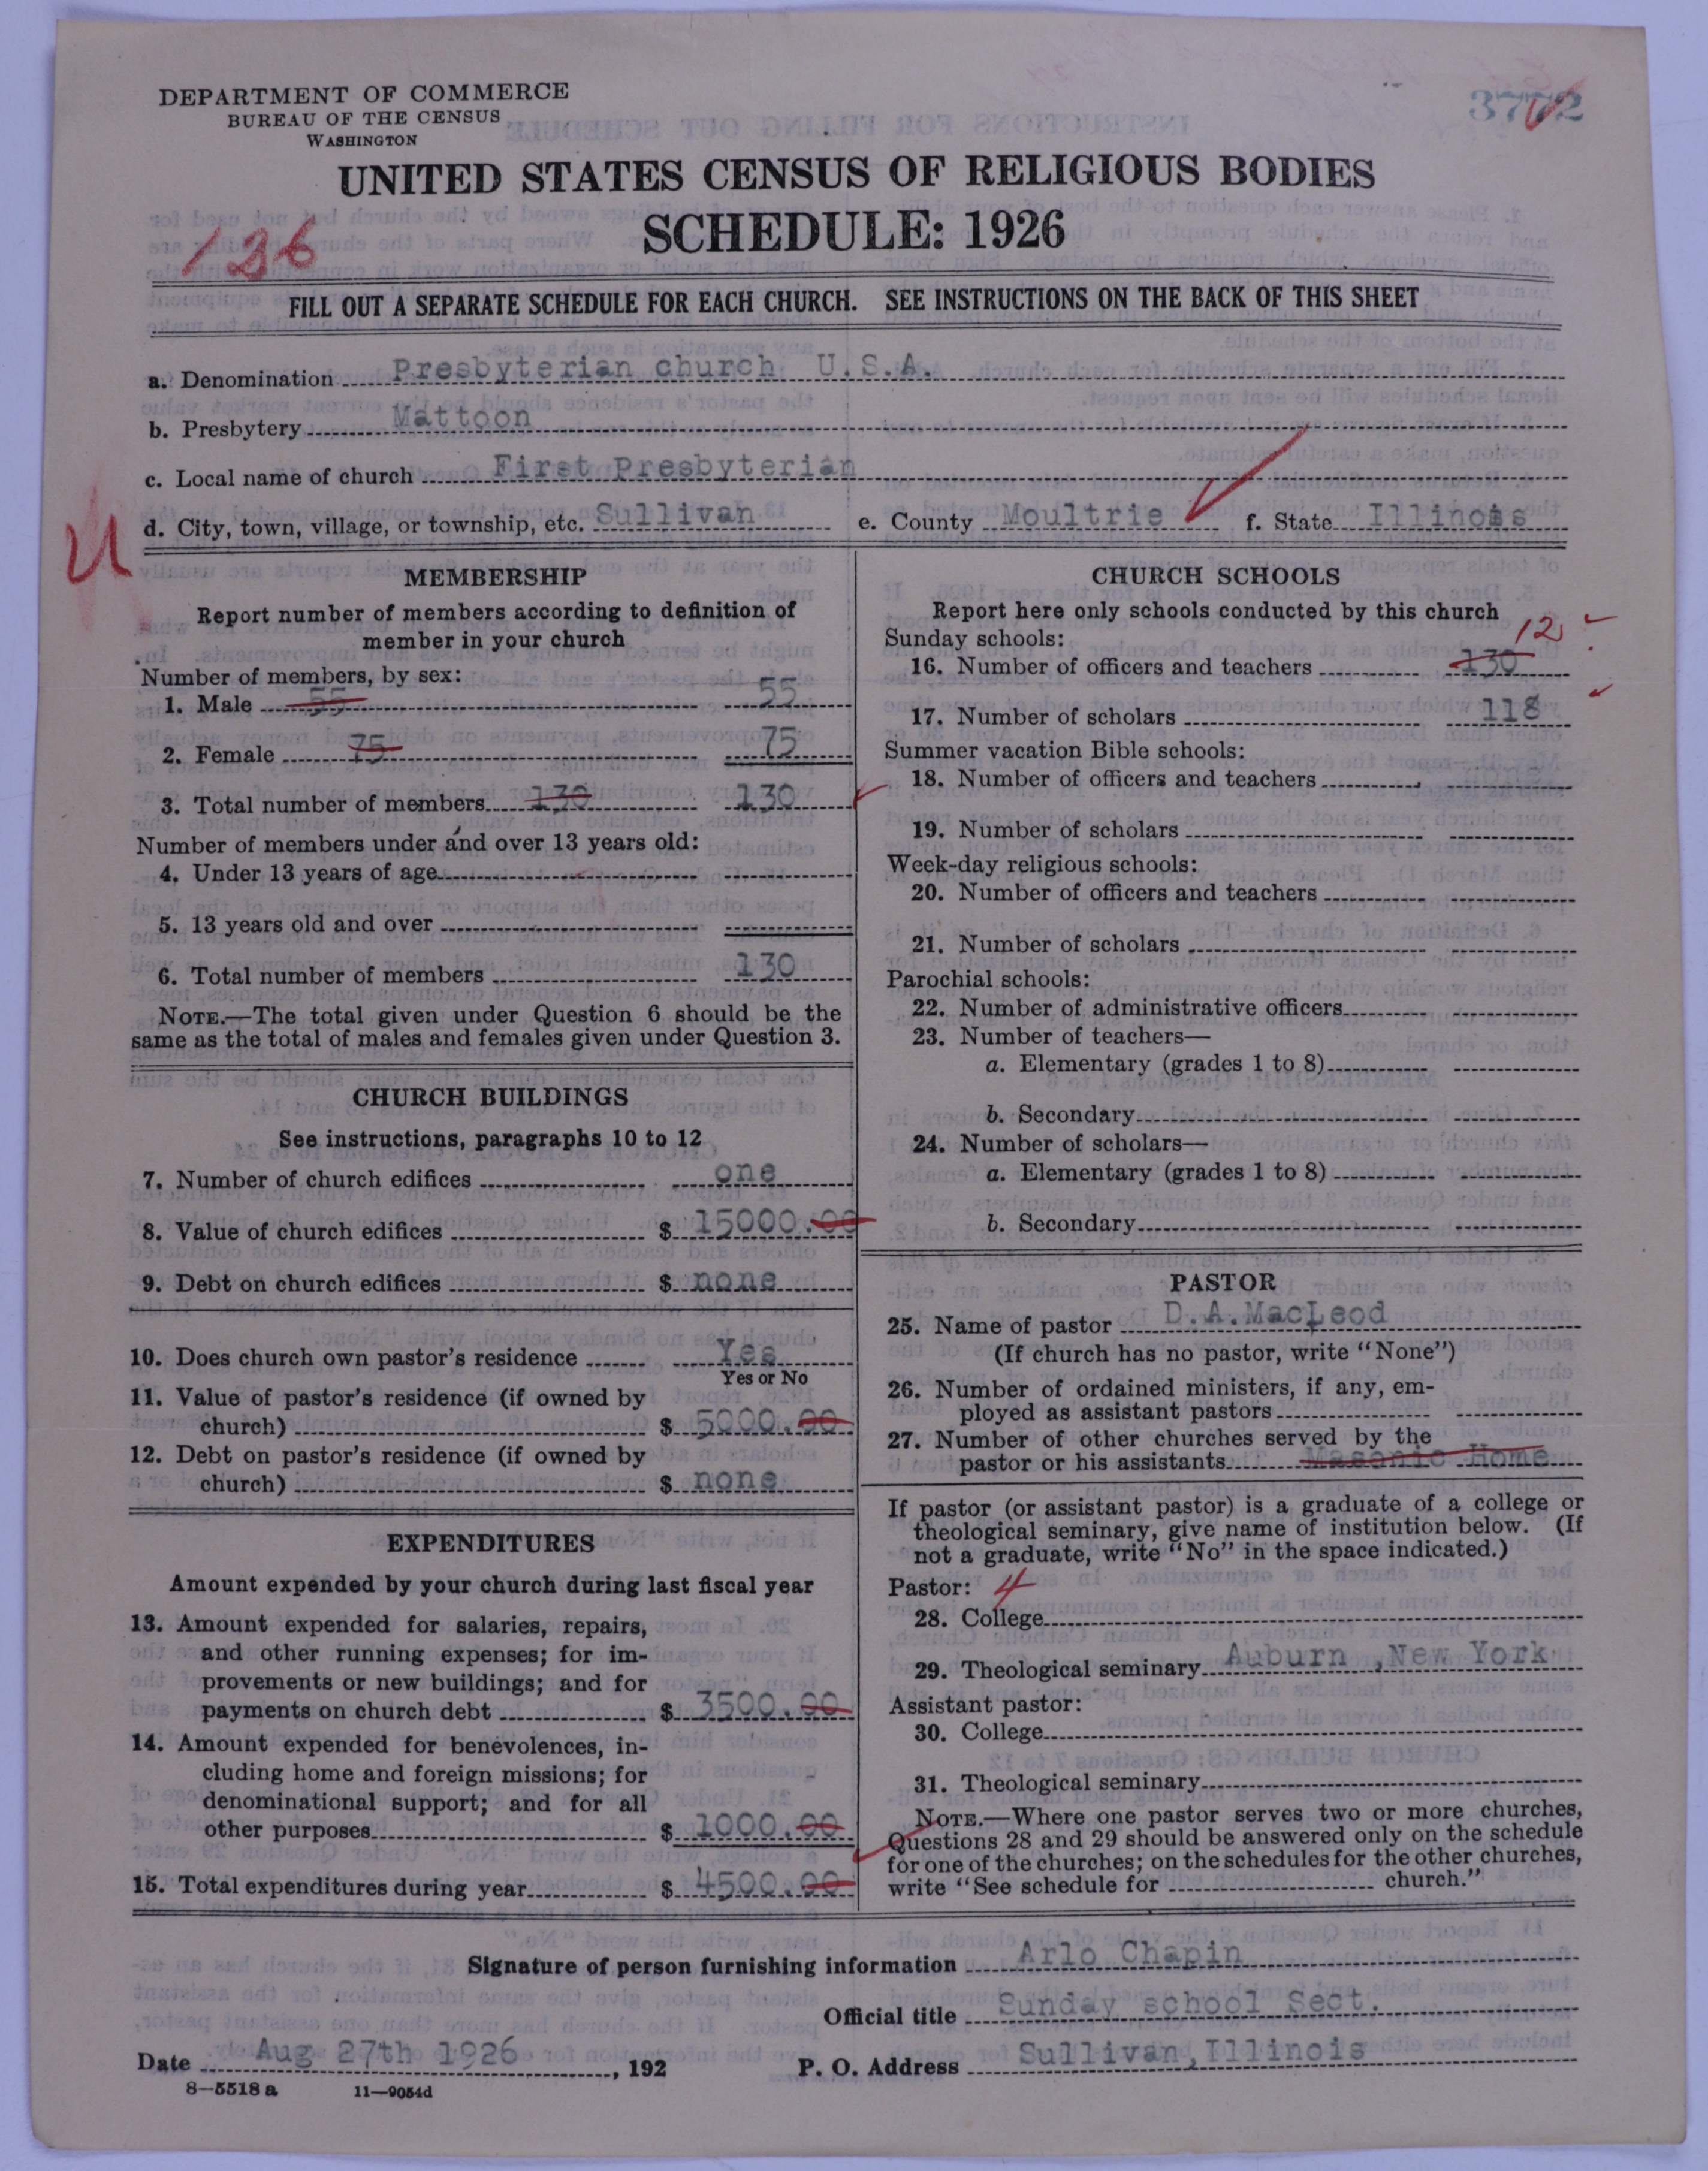 DEPARTMENT OF COMMERCE
BUREAU OF THE CENSUS
WASHINGTON
3772
UNITED STATES CENSUS OF RELIGIOUS BODIES
SCHEDULE: 1926
136
FILL OUT A SEPARATE SCHEDULE FOR EACH CHURCH. SEE INSTRUCTIONS ON THE BACK OF THIS SHEET
a. Denomination Presbyterian church U.S.A.
b. Presbytery Mattoon
c. Local name of church First Presbyterian
d. City, town, village, or township, etc. Sullivan e. County Moultrie f. State Illinois
U
MEMBERSHIP
Report number of members according to definition of
member in your church
Number of members, by sex:
1. Male 55 55
2. Female 75 75
3. Total number of members 130 130
Number of members under and over 13 years old:
4. Under 13 years of age
5. 13 years old and over
6. Total number of members 130
NOTE.—The total given under Question 6 should be the
same as the total of males and females given under Question 3.
CHURCH BUILDINGS
See instructions, paragraphs 10 to 12
7. Number of church edifices one
8. Value of church edifices $ 15000.00
9. Debt on church edifices $ none
10. Does church own pastor's residence Yes
Yes or No
11. Value of pastor's residence (if owned by
church) $ 5000.00
12. Debt on pastor's residence (if owned by
church) $ none
EXPENDITURES
Amount expended by your church during last fiscal year
13. Amount expended for salaries, repairs,
and other running expenses; for im-
provements or new buildings; and for
payments on church debt $ 3500.00
14. Amount expended for benevolences, in-
cluding home and foreign missions; for
denominational support; and for all
other purposes $ 1000.00
15. Total expenditures during year $ 4500.00
CHURCH SCHOOLS
Report here only schools conducted by this church
Sunday schools: 12
16. Number of officers and teachers 130
17. Number of scholars 118
Summer vacation Bible schools:
18. Number of officers and teachers
19. Number of scholars
Week-day religious schools:
20. Number of officers and teachers
21. Number of scholars
Parochial schools:
22. Number of administrative officers
23. Number of teachers—
a. Elementary (grades 1 to 8)
b. Secondary
24. Number of scholars—
a. Elementary (grades 1 to 8)
b. Secondary
PASTOR
25. Name of pastor D.A.MacLeod
(If church has no pastor, write "None")
26. Number of ordained ministers, if any, em-
ployed as assistant pastors
27. Number of other churches served by the
pastor or his assistants Masonic Home
If pastor (or assistant pastor) is a graduate of a college or
theological seminary, give name of institution below. (If
not a graduate, write "No" in the space indicated.)
Pastor: 4
28. College
29. Theological seminary Auburn ,New York
Assistant pastor:
30. College
31. Theological seminary
NOTE.—Where one pastor serves two or more churches,
Questions 28 and 29 should be answered only on the schedule
for one of the churches; on the schedules for the other churches,
write "See schedule for church."
Signature of person furnishing information Arlo Chapin
Official title Sunday school Sect.
Date Aug 27th 1926, 192 P. O. Address Sullivan, Illinois
8—5518 a 11—9054d